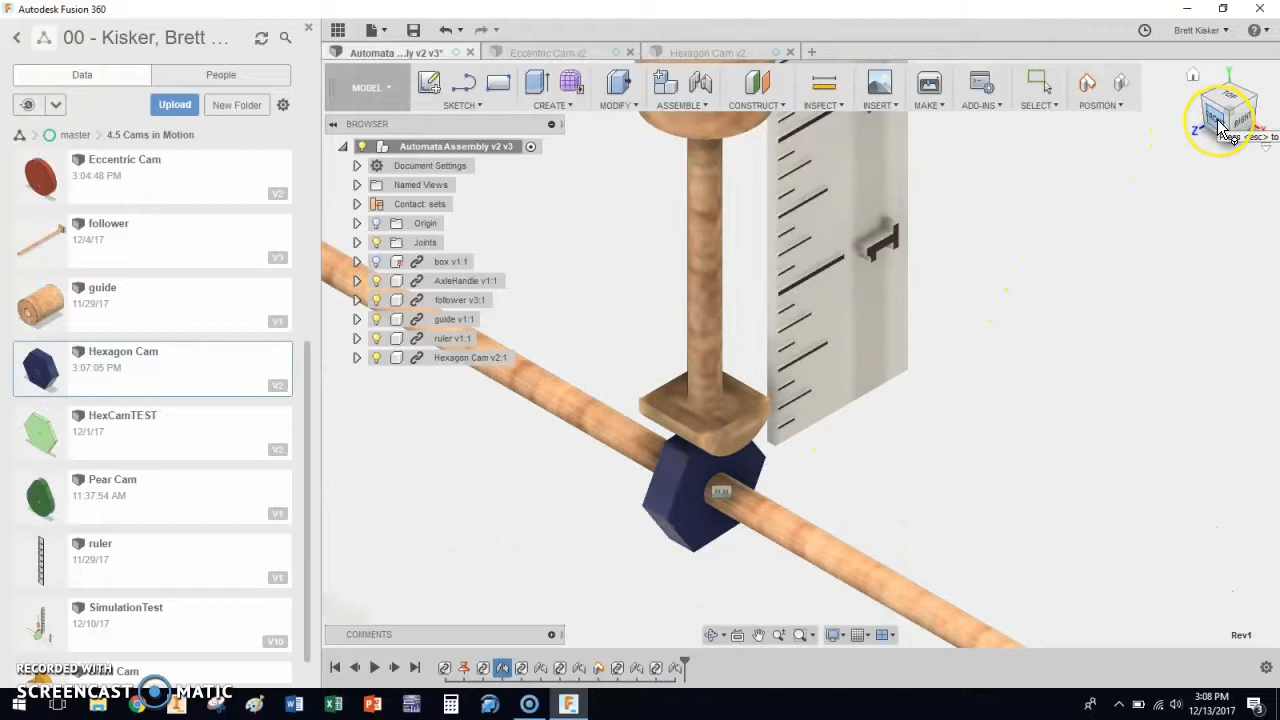 Autodesk Fusion 360
00 - Kisker, Brett ...
Data
People
Upload
New Folder
master
4.5 Cams in Motion
Eccentric Cam
3:04:48 PM
V2
follower
12/4/17
V3
guide
11/29/17
V1
Hexagon Cam
3:07:05 PM
V2
HexCamTEST
12/1/17
V2
Pear Cam
11:37:54 AM
V1
ruler
11/29/17
V1
SimulationTest
12/10/17
V10
Cam
RECORDED WITH
SCREENCAST MATIC
Automata ...ly v2 v3*
Eccentric Cam v2
Hexagon Cam v2
Brett Kisker
MODEL
SKETCH
CREATE
MODIFY
ASSEMBLE
CONSTRUCT
INSPECT
INSERT
MAKE
ADD-INS
SELECT
POSITION
BROWSER
Automata Assembly v2 v3
Document Settings
Named Views
Contact: sets
Origin
Joints
box v1:1
AxleHandle v1:1
follower v3:1
guide v1:1
ruler v1:1
Hexagon Cam v2:1
TOP
FRONT
RIGHT
Y
Z
X
<esc> to
COMMENTS
Rev1
3:08 PM
12/13/2017